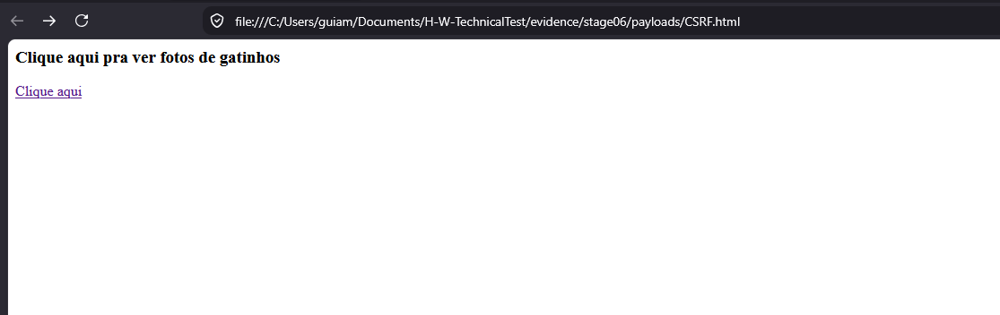 file:///C:/Users/guiam/Documents/H-W-TechnicalTest/evidence/stage06/payloads/CSRF.html
Clique aqui pra ver fotos de gatinhos
Clique aqui